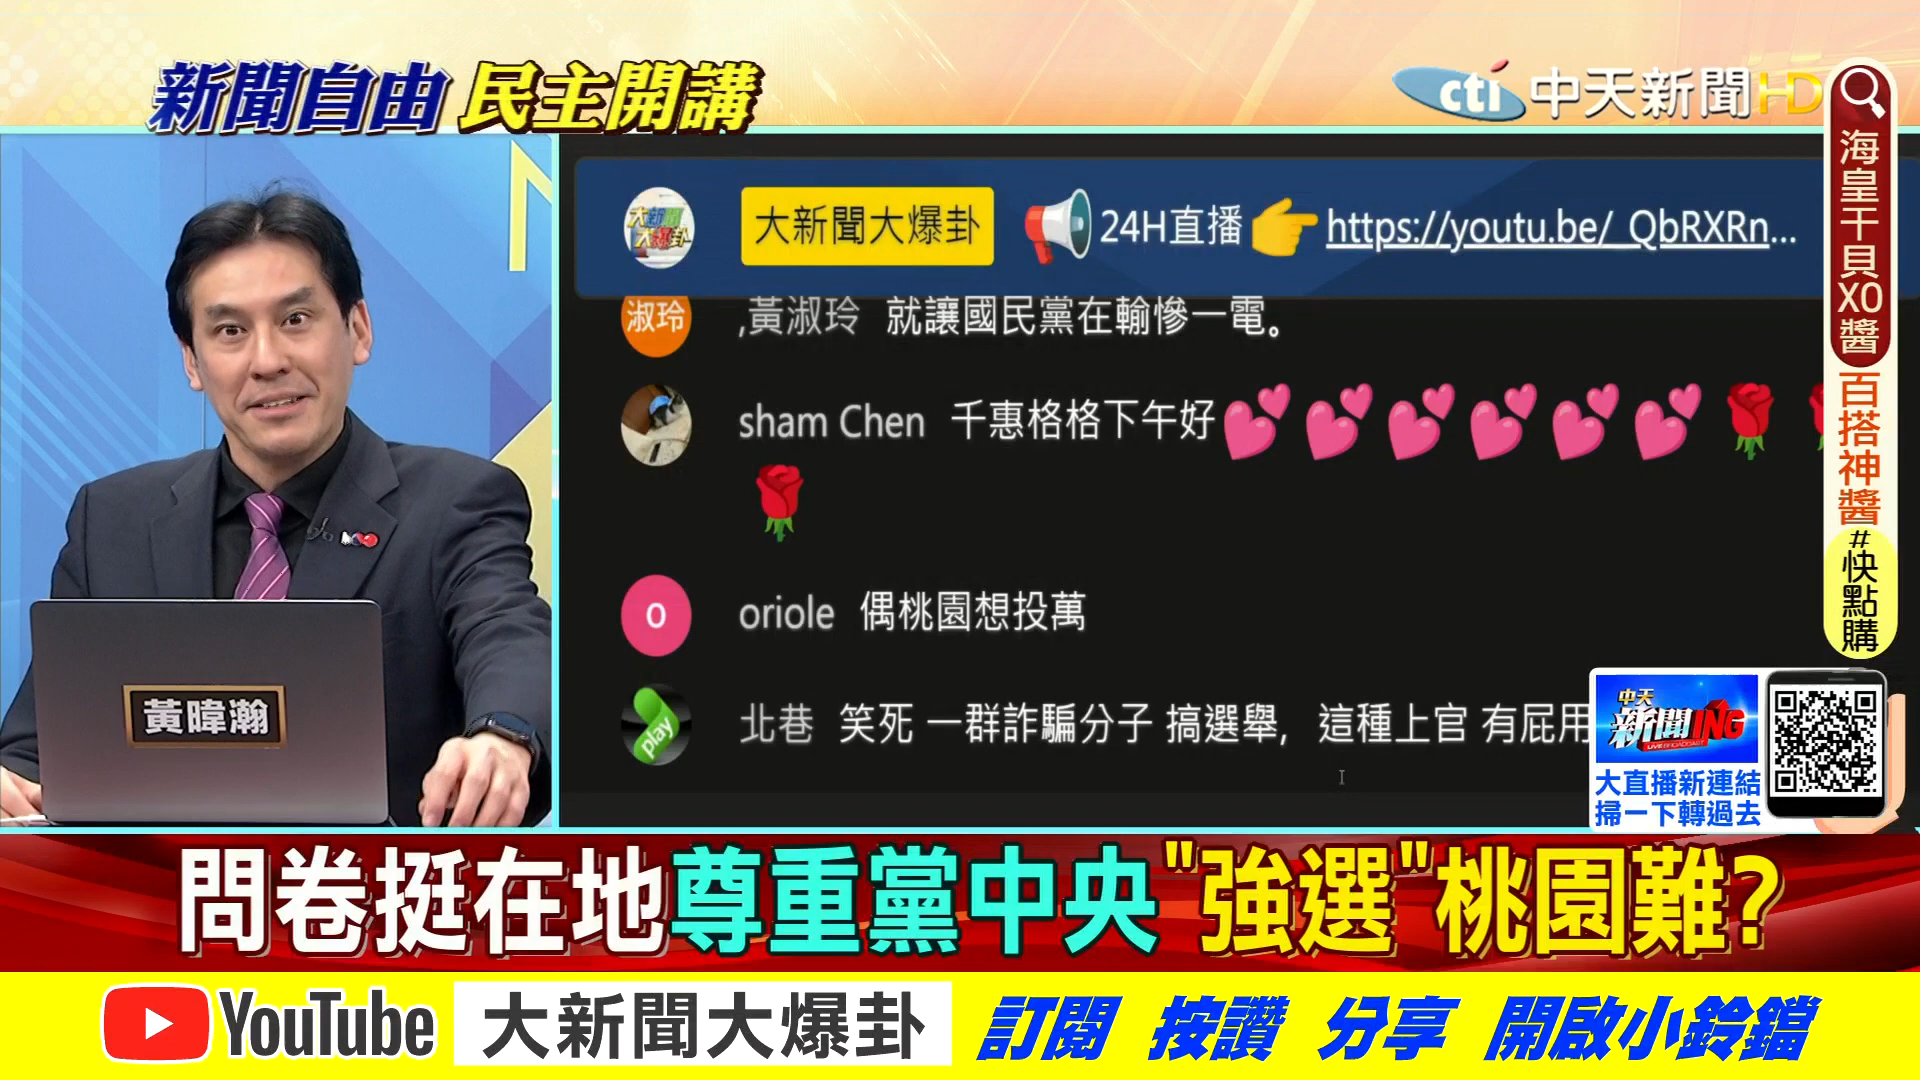 新聞自由 民主開講
cti 中天新聞HD
大新聞大爆卦 24H直播 https://youtu.be/_QbRXRn...
淑玲 ,黃淑玲 就讓國民黨在輸慘一電。
sham Chen 千惠格格下午好
o oriole 偶桃園想投萬
play 北巷 笑死 一群詐騙分子 搞選舉, 這種上官 有屁用
黃暐瀚
海皇干貝XO醬
百搭神醬
#快點購
中天
新聞ING
LIVE BROADCAST
大直播新連結
掃一下轉過去
問卷挺在地尊重黨中央"強選"桃園難?
YouTube 大新聞大爆卦 訂閱 按讚 分享 開啟小鈴鐺